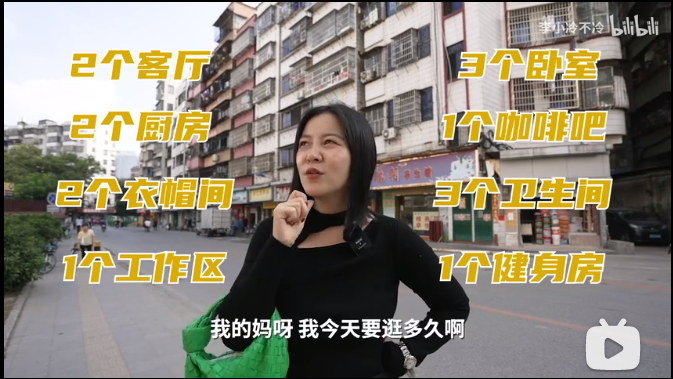 李小冷不冷 bilibili
2个客厅
3个卧室
2个厨房
1个咖啡吧
2个衣帽间
3个卫生间
1个工作区
1个健身房
我的妈呀 我今天要逛多久啊